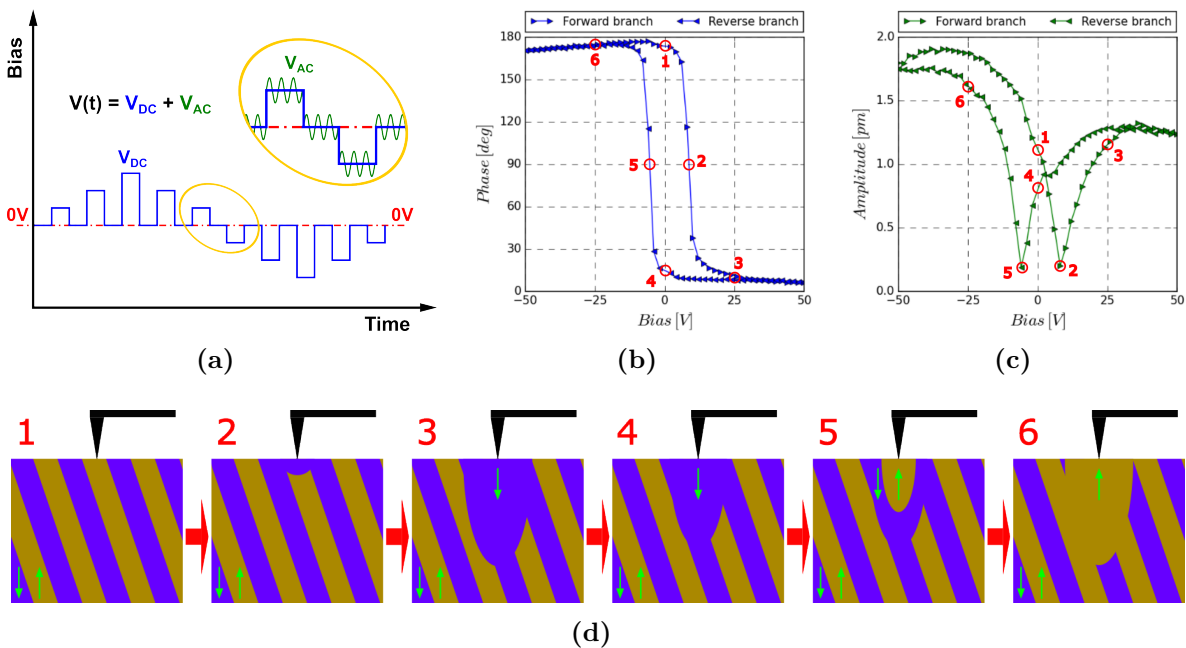 Bias
V(t) = VDC + VAC
VAC
VDC
0V
0V
Time
(a)
Forward branch
Reverse branch
180
150
120
90
60
30
0
Phase [deg]
6
1
5
2
4
3
−50
−25
0
25
50
Bias [V]
(b)
Forward branch
Reverse branch
2.0
1.5
1.0
0.5
0.0
Amplitude [pm]
6
1
3
4
5
2
−50
−25
0
25
50
Bias [V]
(c)
1
2
3
4
5
6
(d)